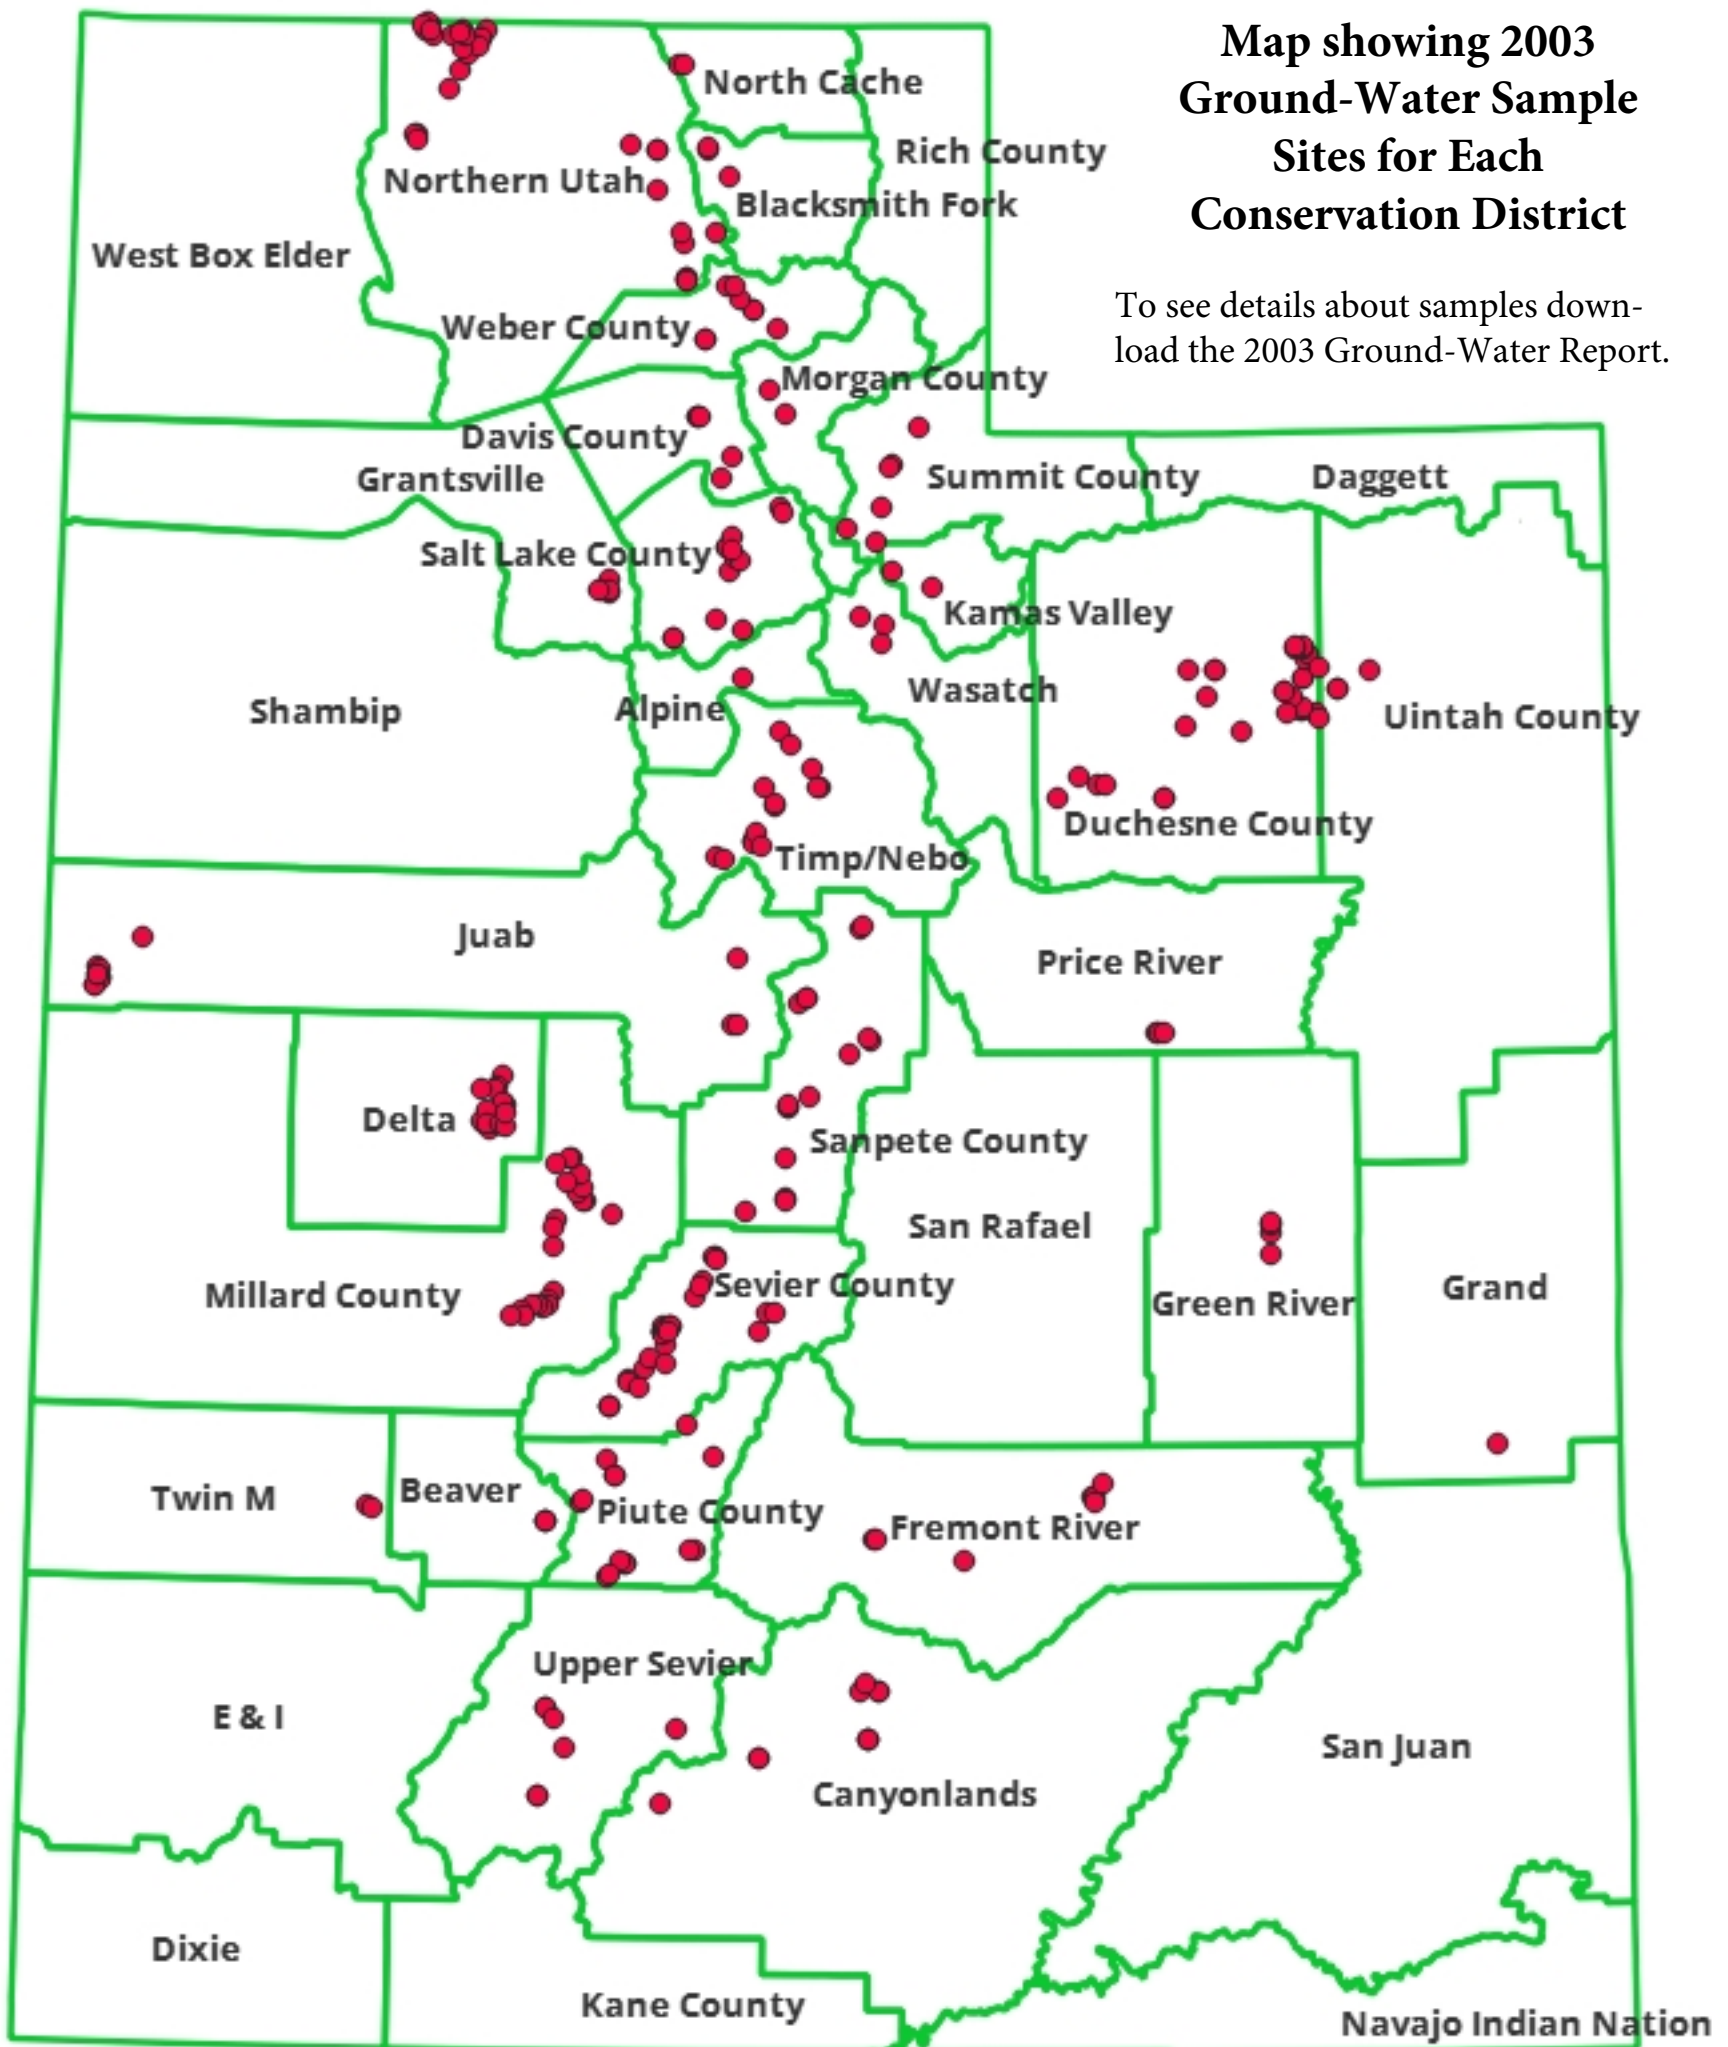 Map showing 2003
Ground-Water Sample
Sites for Each
Conservation District
To see details about samples down-
load the 2003 Ground-Water Report.
North Cache
Rich County
Northern Utah
Blacksmith Fork
West Box Elder
Weber County
Morgan County
Davis County
Grantsville
Summit County
Daggett
Salt Lake County
Kamas Valley
Wasatch
Shambip
Alpine
Uintah County
Duchesne County
Timp/Nebo
Juab
Price River
Delta
Sanpete County
San Rafael
Millard County
Sevier County
Green River
Grand
Twin M
Beaver
Piute County
Fremont River
Upper Sevier
E & I
San Juan
Canyonlands
Dixie
Kane County
Navajo Indian Nation